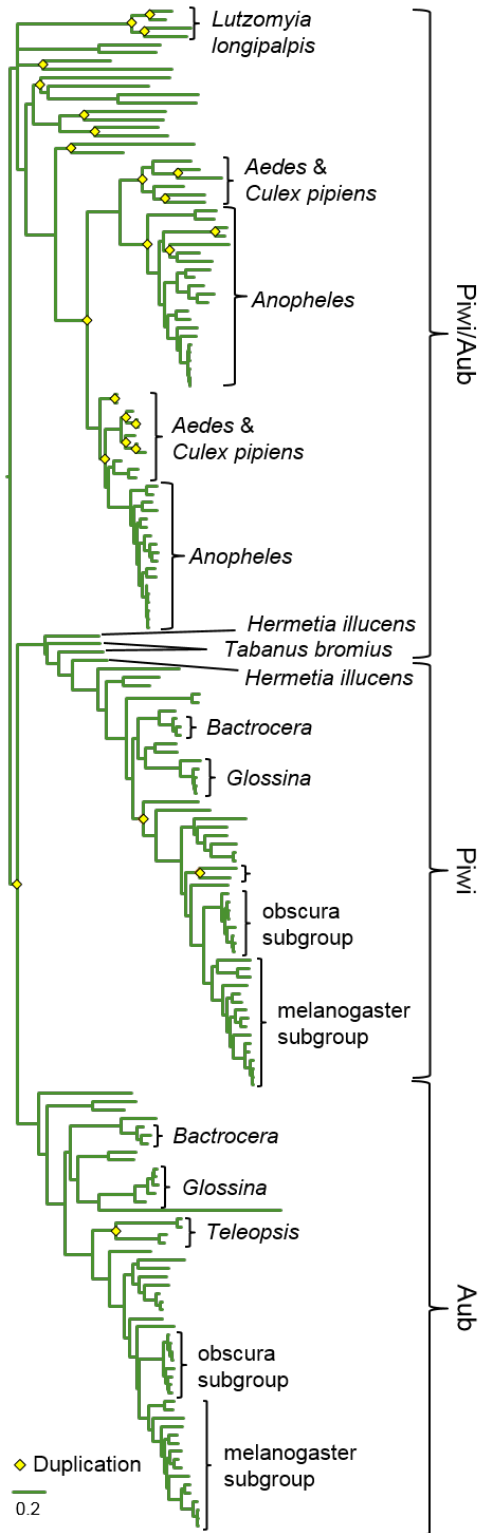 Lutzomyia
longipalpis
Aedes &
Culex pipiens
Anopheles
Piwi/Aub
Aedes &
Culex pipiens
Anopheles
Hermetia illucens
Tabanus bromius
Hermetia illucens
Bactrocera
Glossina
Piwi
obscura
subgroup
melanogaster
subgroup
Bactrocera
Glossina
Teleopsis
Aub
obscura
subgroup
melanogaster
subgroup
Duplication
0.2